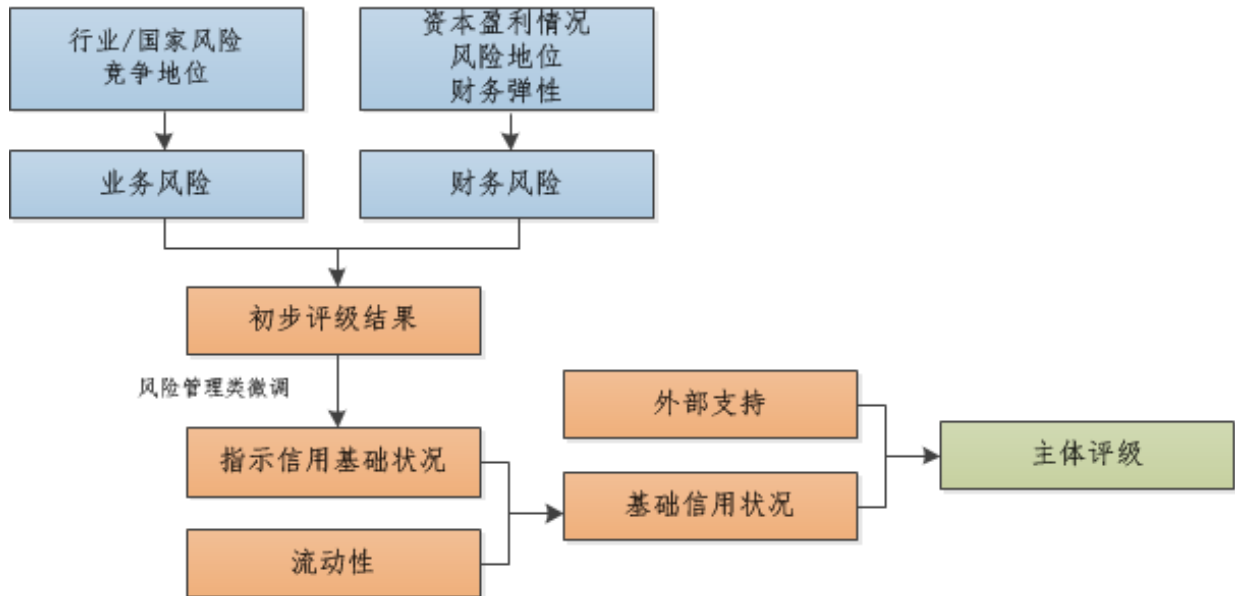 行业/国家风险
竞争地位
资本盈利情况
风险地位
财务弹性
业务风险
财务风险
初步评级结果
风险管理类微调
外部支持
主体评级
指示信用基础状况
基础信用状况
流动性